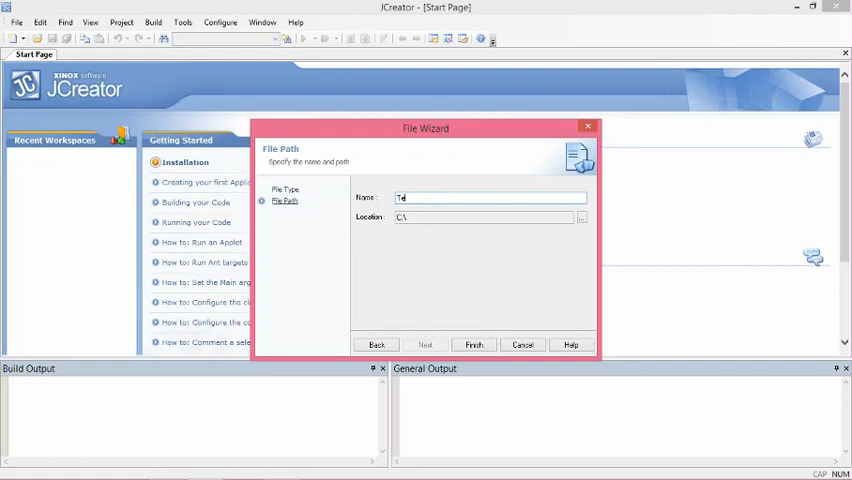 JCreator - [Start Page]
File Edit Find View Project Build Tools Configure Window Help
Start Page
XINOX software
JC JCreator
Recent Workspaces
Getting Started
Installation
Creating your first Applic
Building your Code
Running your Code
How to: Run an Applet
How to: Run Ant targets
How to: Set the Main arg
How to: Configure the cl
How to: Configure the co
How to: Comment a sele
File Wizard
File Path
Specify the name and path
File Type
File Path
Name : Te
Location : C:\
...
Back Next Finish Cancel Help
Build Output
General Output
CAP NUM